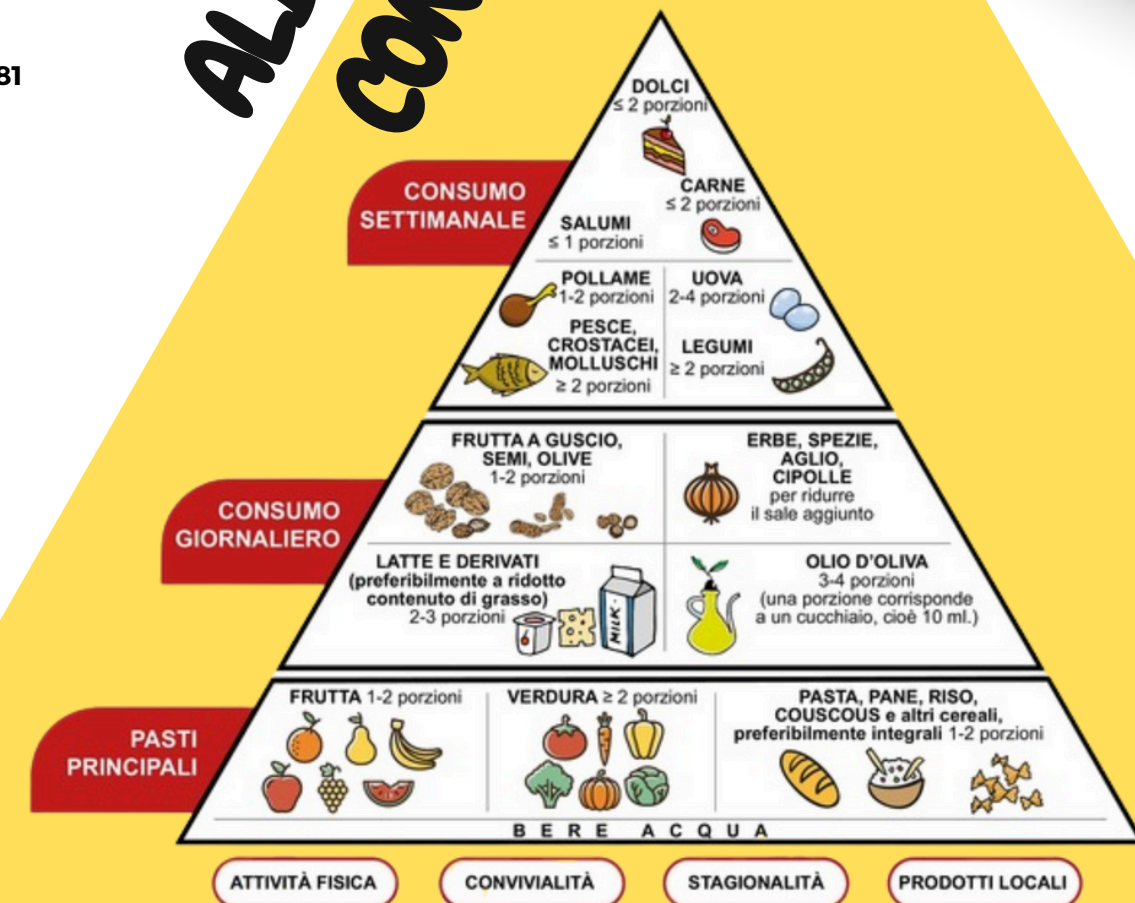 81
DOLCI
≤ 2 porzioni
CONSUMO
SETTIMANALE
CARNE
≤ 2 porzioni
SALUMI
≤ 1 porzioni
POLLAME
1-2 porzioni
UOVA
2-4 porzioni
PESCE,
CROSTACEI,
MOLLUSCHI
≥ 2 porzioni
LEGUMI
≥ 2 porzioni
CONSUMO
GIORNALIERO
FRUTTA A GUSCIO,
SEMI, OLIVE
1-2 porzioni
ERBE, SPEZIE,
AGLIO,
CIPOLLE
per ridurre
il sale aggiunto
LATTE E DERIVATI
(preferibilmente a ridotto
contenuto di grasso)
2-3 porzioni
MILK
OLIO D'OLIVA
3-4 porzioni
(una porzione corrisponde
a un cucchiaio, cioè 10 ml.)
PASTI
PRINCIPALI
FRUTTA 1-2 porzioni
VERDURA ≥ 2 porzioni
PASTA, PANE, RISO,
COUSCOUS e altri cereali,
preferibilmente integrali 1-2 porzioni
BERE ACQUA
ATTIVITÀ FISICA
CONVIVIALITÀ
STAGIONALITÀ
PRODOTTI LOCALI